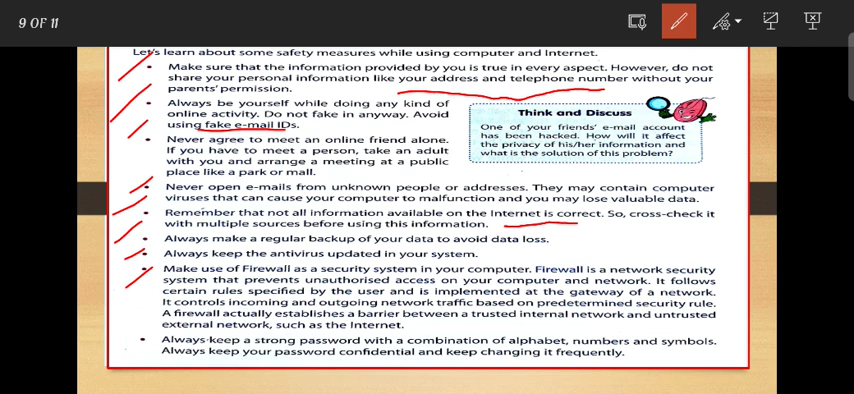 9 OF 11
Let's learn about some safety measures while using computer and Internet.
• Make sure that the information provided by you is true in every aspect. However, do not
share your personal information like your address and telephone number without your
parents' permission.
• Always be yourself while doing any kind of
online activity. Do not fake in anyway. Avoid
using fake e-mail IDs.
• Never agree to meet an online friend alone.
If you have to meet a person, take an adult
with you and arrange a meeting at a public
place like a park or mall.
Think and Discuss
One of your friends' e-mail account
has been hacked. How will it affect
the privacy of his/her information and
what is the solution of this problem?
• Never open e-mails from unknown people or addresses. They may contain computer
viruses that can cause your computer to malfunction and you may lose valuable data.
• Remember that not all information available on the Internet is correct. So, cross-check it
with multiple sources before using this information.
• Always make a regular backup of your data to avoid data loss.
• Always keep the antivirus updated in your system.
• Make use of Firewall as a security system in your computer. Firewall is a network security
system that prevents unauthorised access on your computer and network. It follows
certain rules specified by the user and is implemented at the gateway of a network.
It controls incoming and outgoing network traffic based on predetermined security rule.
A firewall actually establishes a barrier between a trusted internal network and untrusted
external network, such as the Internet.
• Always keep a strong password with a combination of alphabet, numbers and symbols.
Always keep your password confidential and keep changing it frequently.